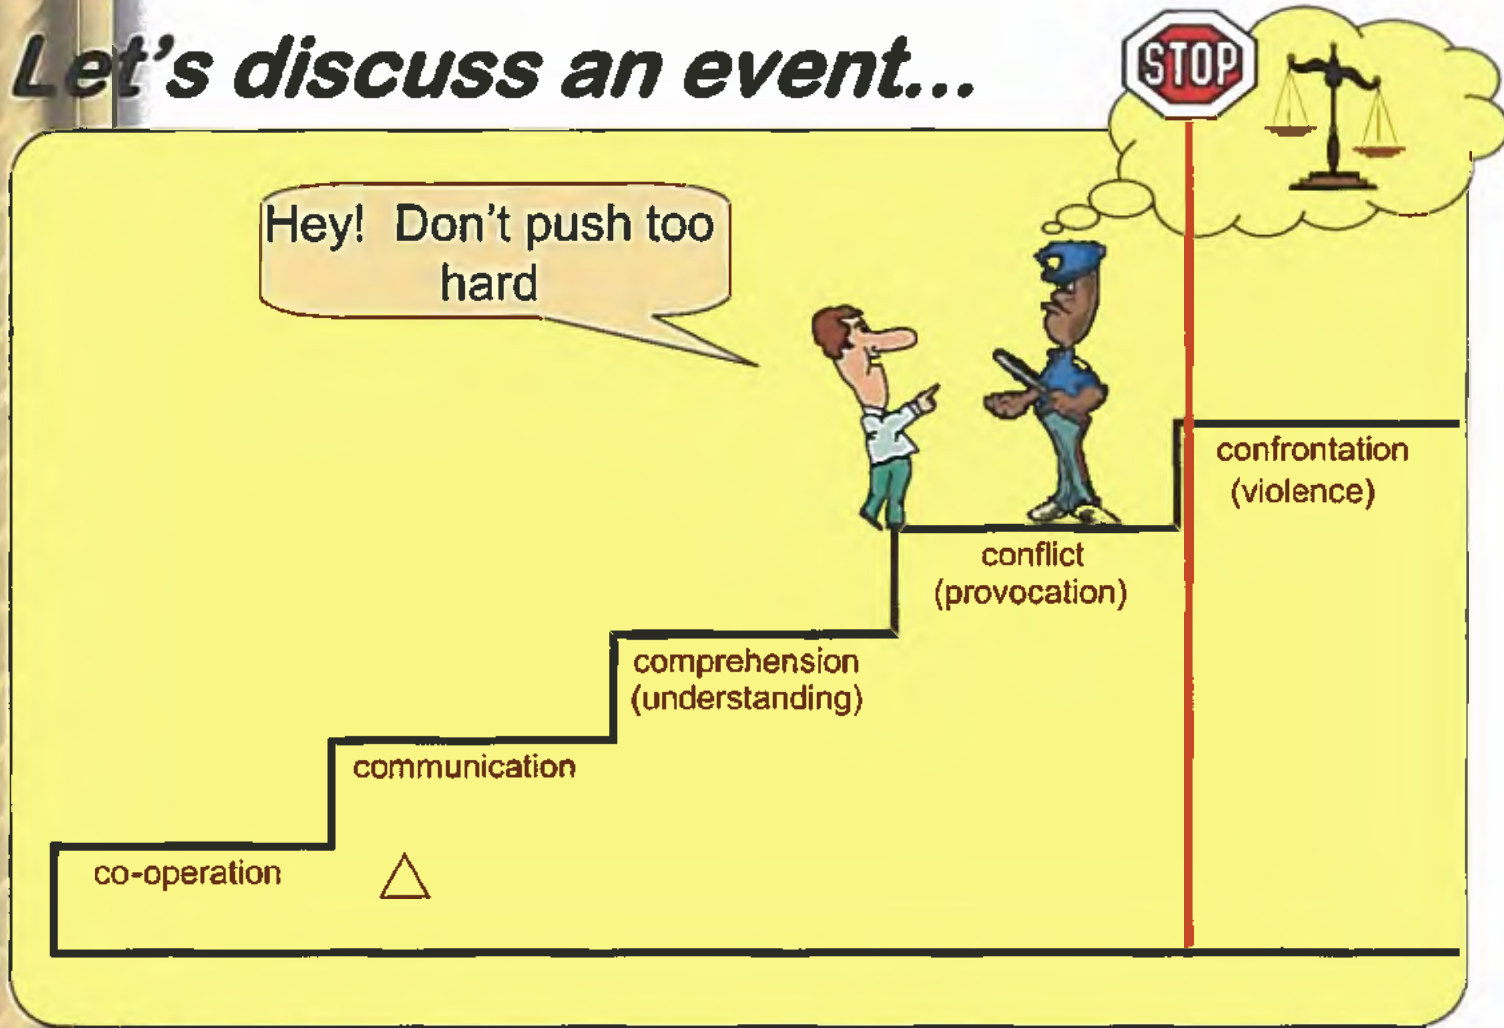 Let's discuss an event...
STOP
Hey! Don't push too
hard
confrontation
(violence)
conflict
(provocation)
comprehension
(understanding)
communication
co-operation